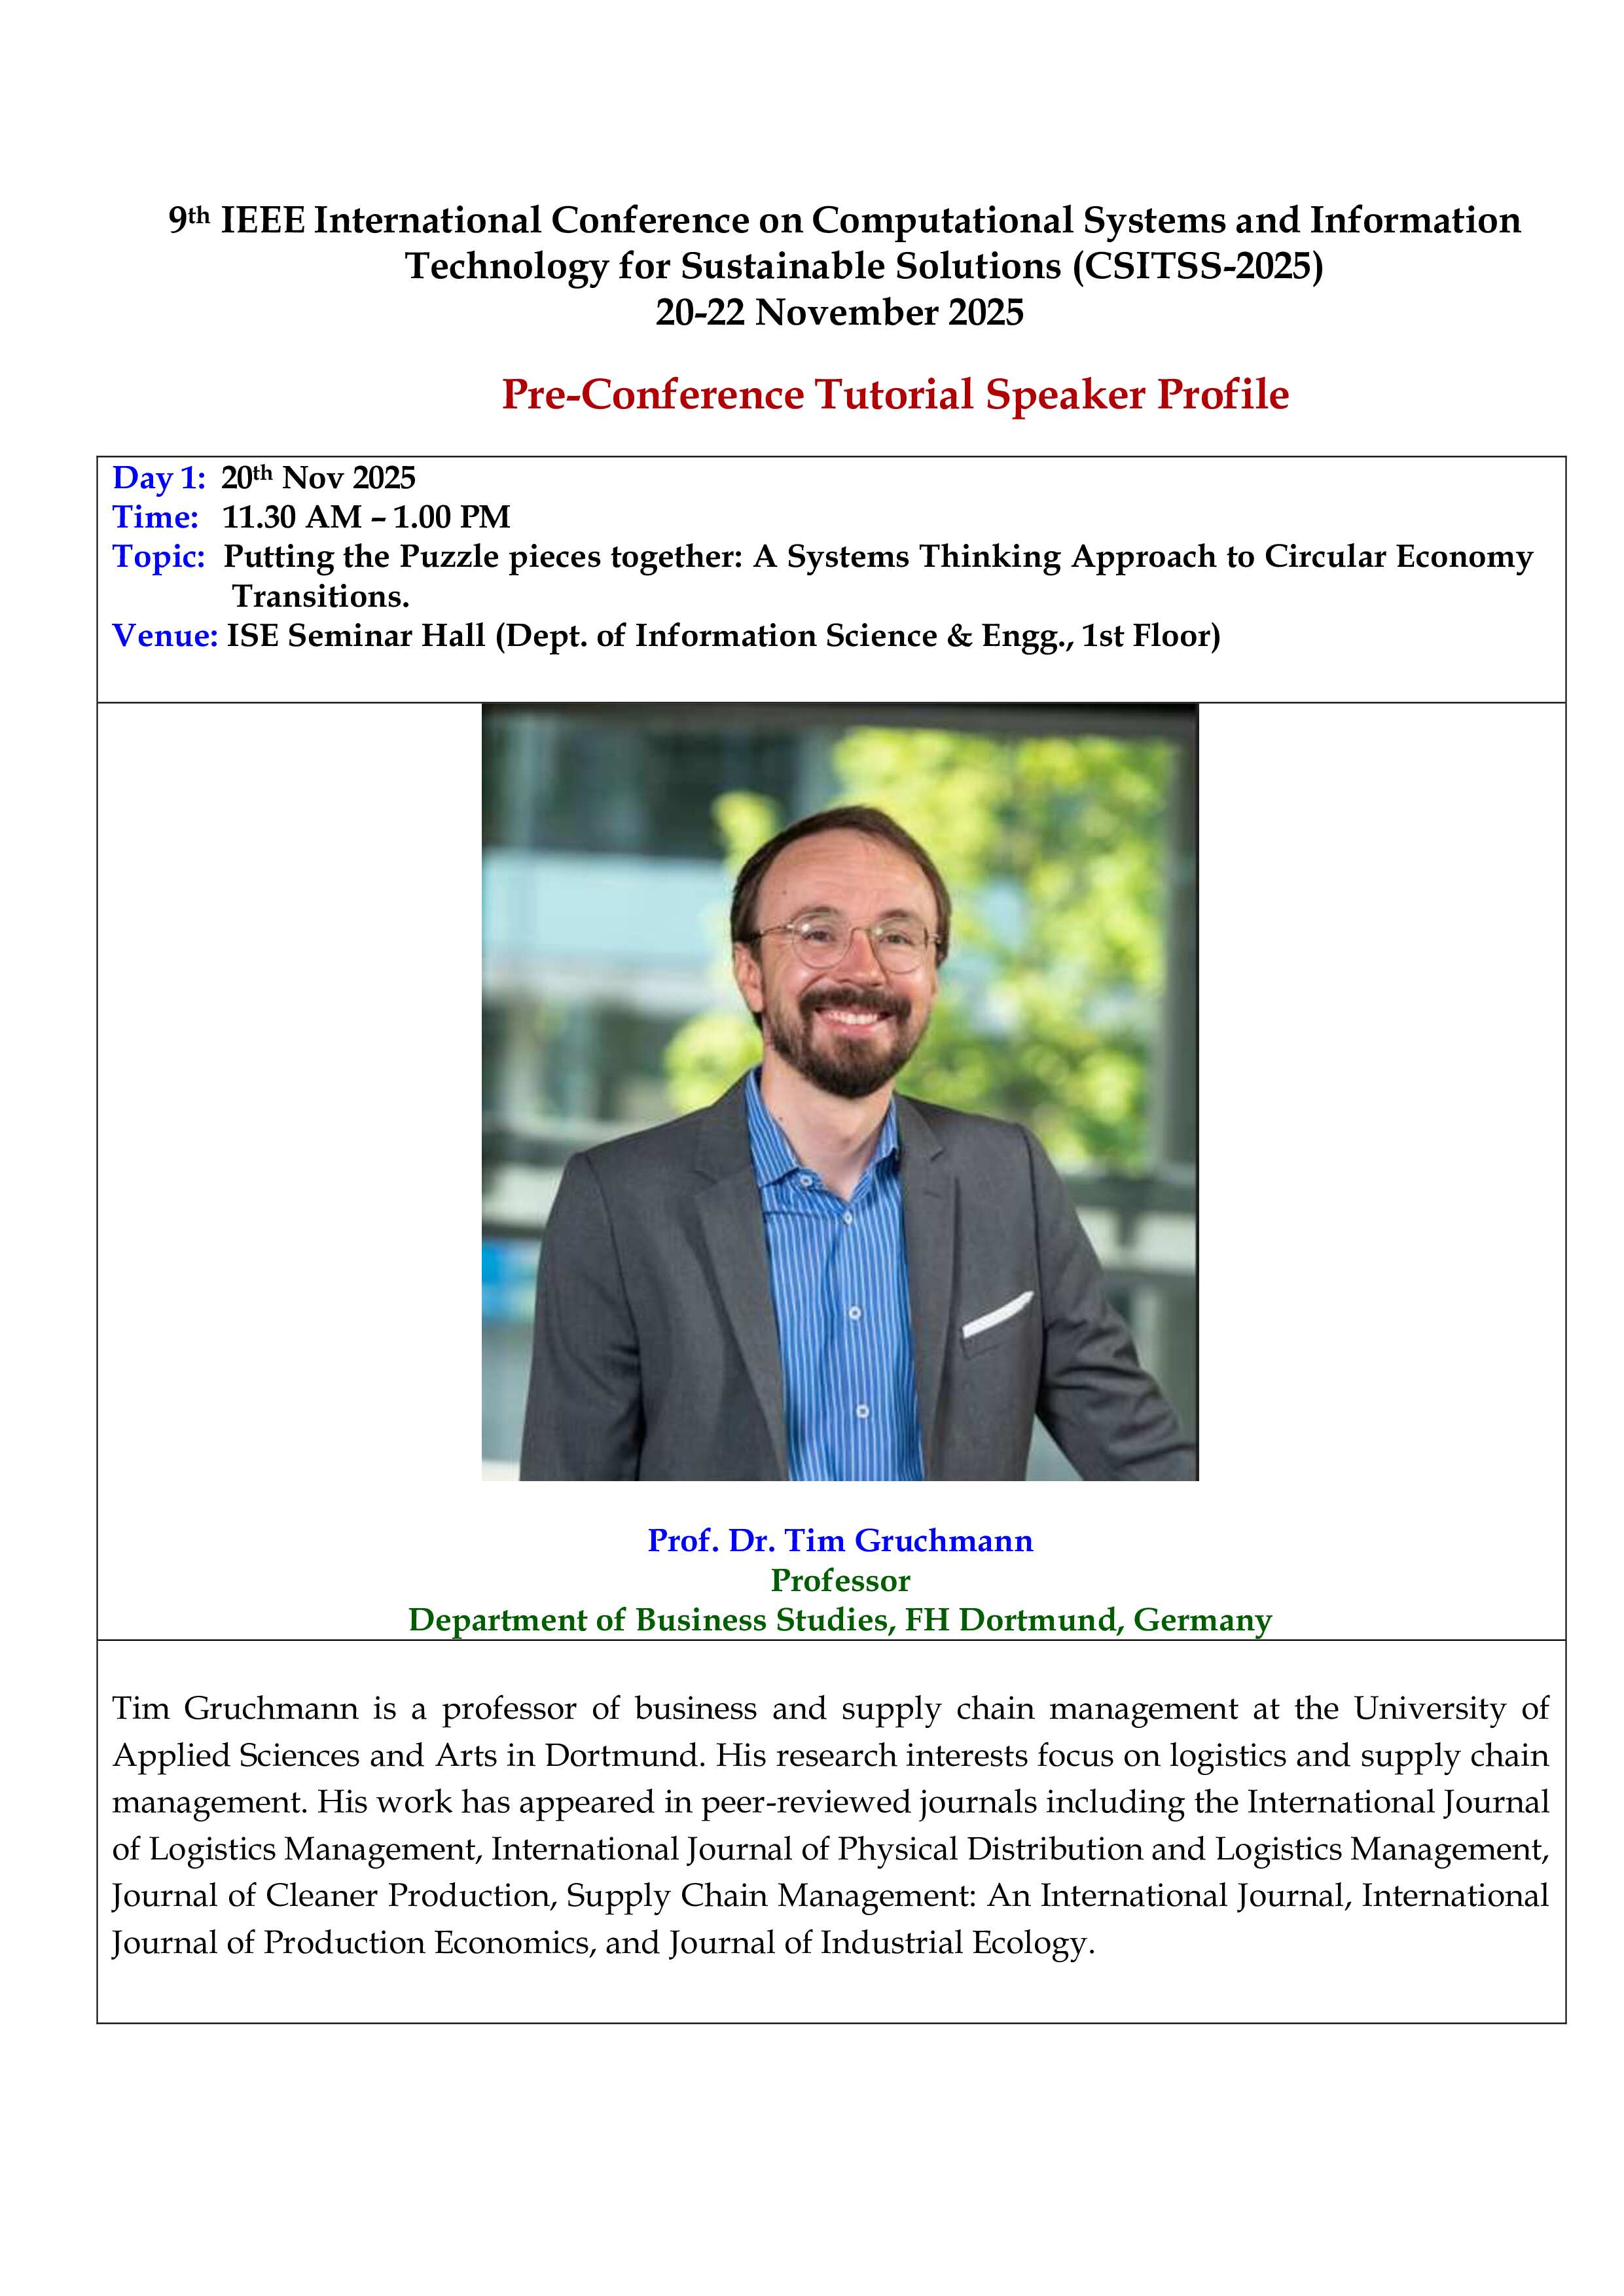 9th IEEE International Conference on Computational Systems and Information
Technology for Sustainable Solutions (CSITSS-2025)
20-22 November 2025
Pre-Conference Tutorial Speaker Profile
Day 1: 20th Nov 2025
Time: 11.30 AM – 1.00 PM
Topic: Putting the Puzzle pieces together: A Systems Thinking Approach to Circular Economy
Transitions.
Venue: ISE Seminar Hall (Dept. of Information Science & Engg., 1st Floor)
Prof. Dr. Tim Gruchmann
Professor
Department of Business Studies, FH Dortmund, Germany
Tim Gruchmann is a professor of business and supply chain management at the University of
Applied Sciences and Arts in Dortmund. His research interests focus on logistics and supply chain
management. His work has appeared in peer-reviewed journals including the International Journal
of Logistics Management, International Journal of Physical Distribution and Logistics Management,
Journal of Cleaner Production, Supply Chain Management: An International Journal, International
Journal of Production Economics, and Journal of Industrial Ecology.